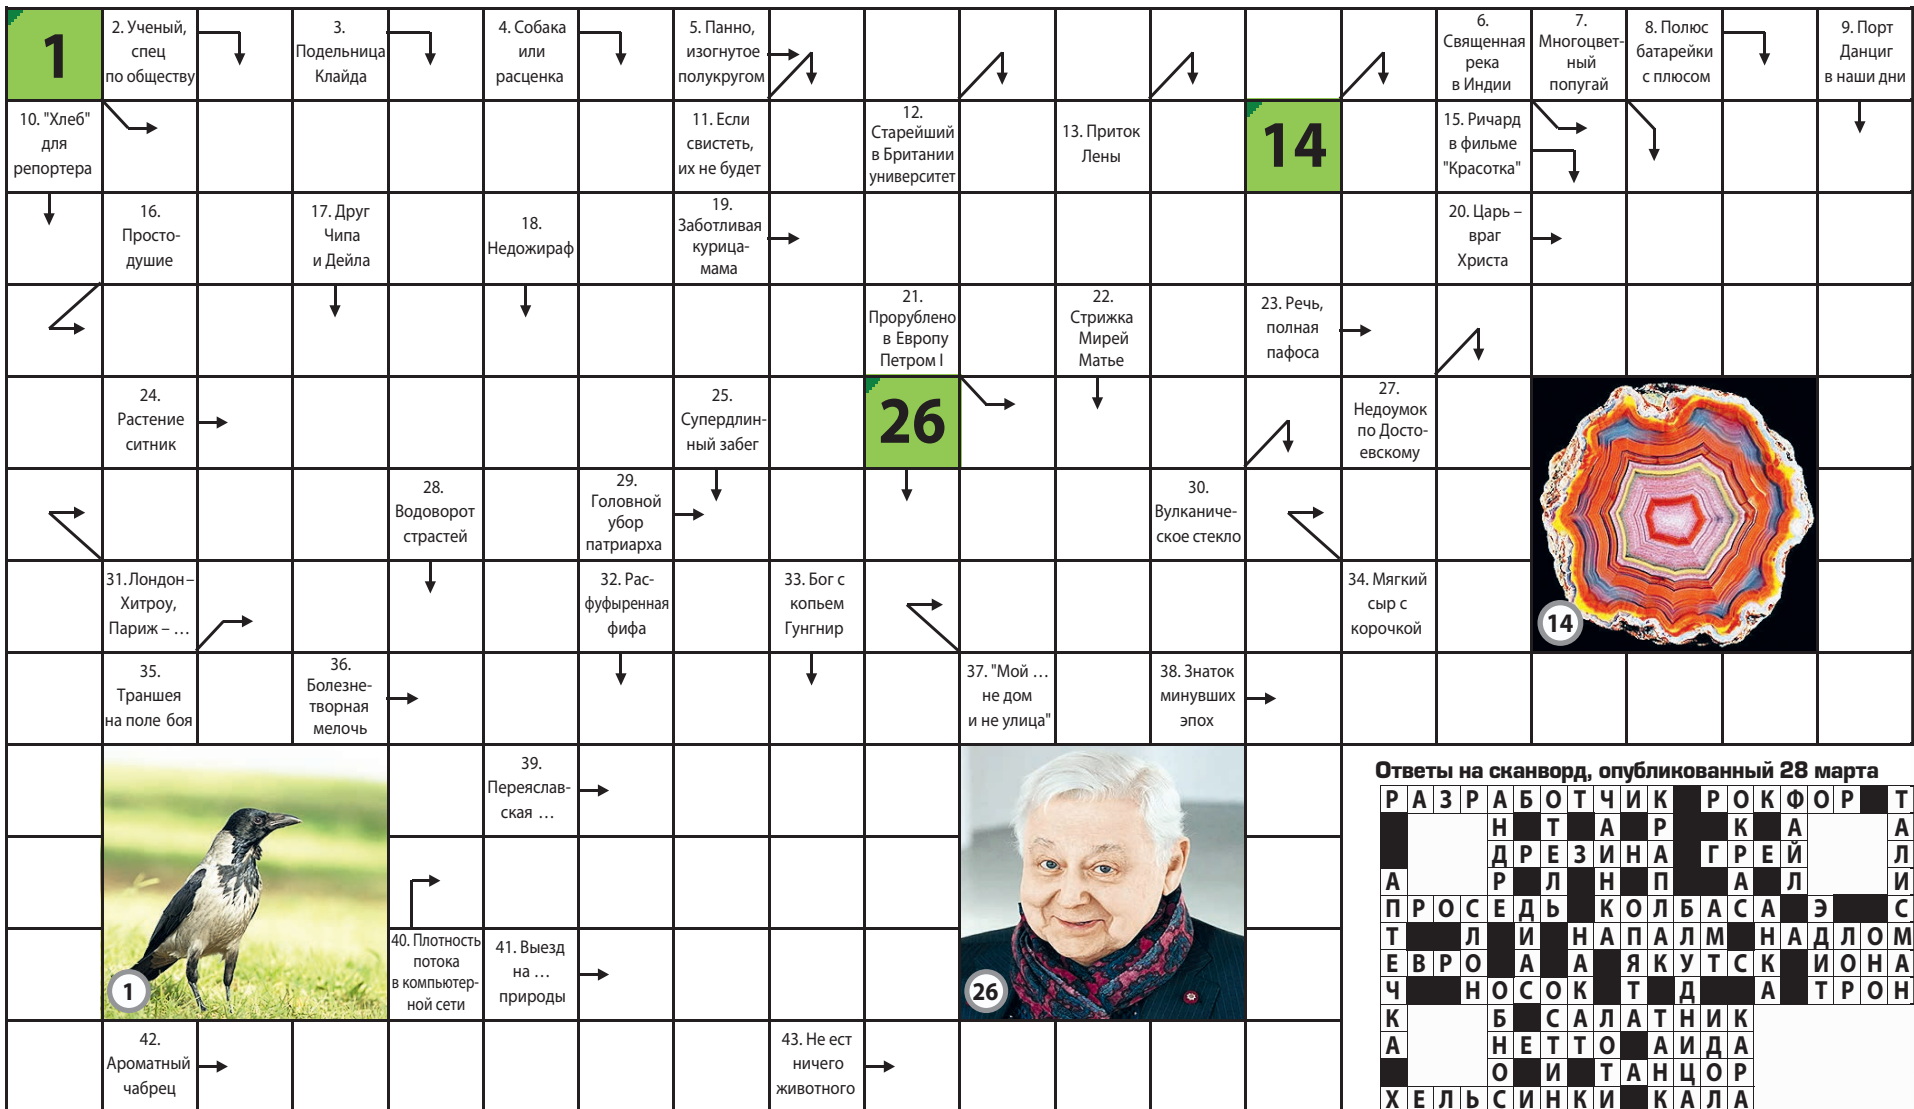 1
2. Ученый,
спец
по обществу
3.
Подельница
Клайда
4. Собака
или
расценка
5. Панно,
изогнутое
полукругом
6.
Священная
река
в Индии
7.
Многоцвет-
ный
попугай
8. Полюс
батарейки
с плюсом
9. Порт
Данциг
в наши дни
10. "Хлеб"
для
репортера
11. Если
свистеть,
их не будет
12.
Старейший
в Британии
университет
13. Приток
Лены
14
15. Ричард
в фильме
"Красотка"
16.
Просто-
душие
17. Друг
Чипа
и Дейла
18.
Недожираф
19.
Заботливая
курица-
мама
20. Царь –
враг
Христа
21.
Прорублено
в Европу
Петром I
22.
Стрижка
Мирей
Матье
23. Речь,
полная
пафоса
24.
Растение
ситник
25.
Супердлин-
ный забег
26
27.
Недоумок
по Досто-
евскому
28.
Водоворот
страстей
29.
Головной
убор
патриарха
30.
Вулканиче-
ское стекло
31. Лондон –
Хитроу,
Париж – …
32. Рас-
фуфыренная
фифа
33. Бог с
копьем
Гунгнир
34. Мягкий
сыр с
корочкой
14
35.
Траншея
на поле боя
36.
Болезне-
творная
мелочь
37. "Мой …
не дом
и не улица"
38. Знаток
минувших
эпох
39.
Переяслав-
ская …
40. Плотность
потока
в компьютер-
ной сети
41. Выезд
на …
природы
1
26
42.
Ароматный
чабрец
43. Не ест
ничего
животного
Ответы на сканворд, опубликованный 28 марта
РАЗРАБОТЧИК РОКФОР Т
Н Т А Р К А А
ДРЕЗИНА ГРЕЙ Л
А Р Л Н П А Л И
ПРОСЕДЬ КОЛБАСА Э С
Т Л И НАПАЛМ НАДЛОМ
ЕВРО А А ЯКУТСК ИОНА
Ч НОСОК Т Д А ТРОН
К Б САЛАТНИК
А НЕТТО АИДА
О И ТАНЦОР
ХЕЛЬСИНКИ КАЛА